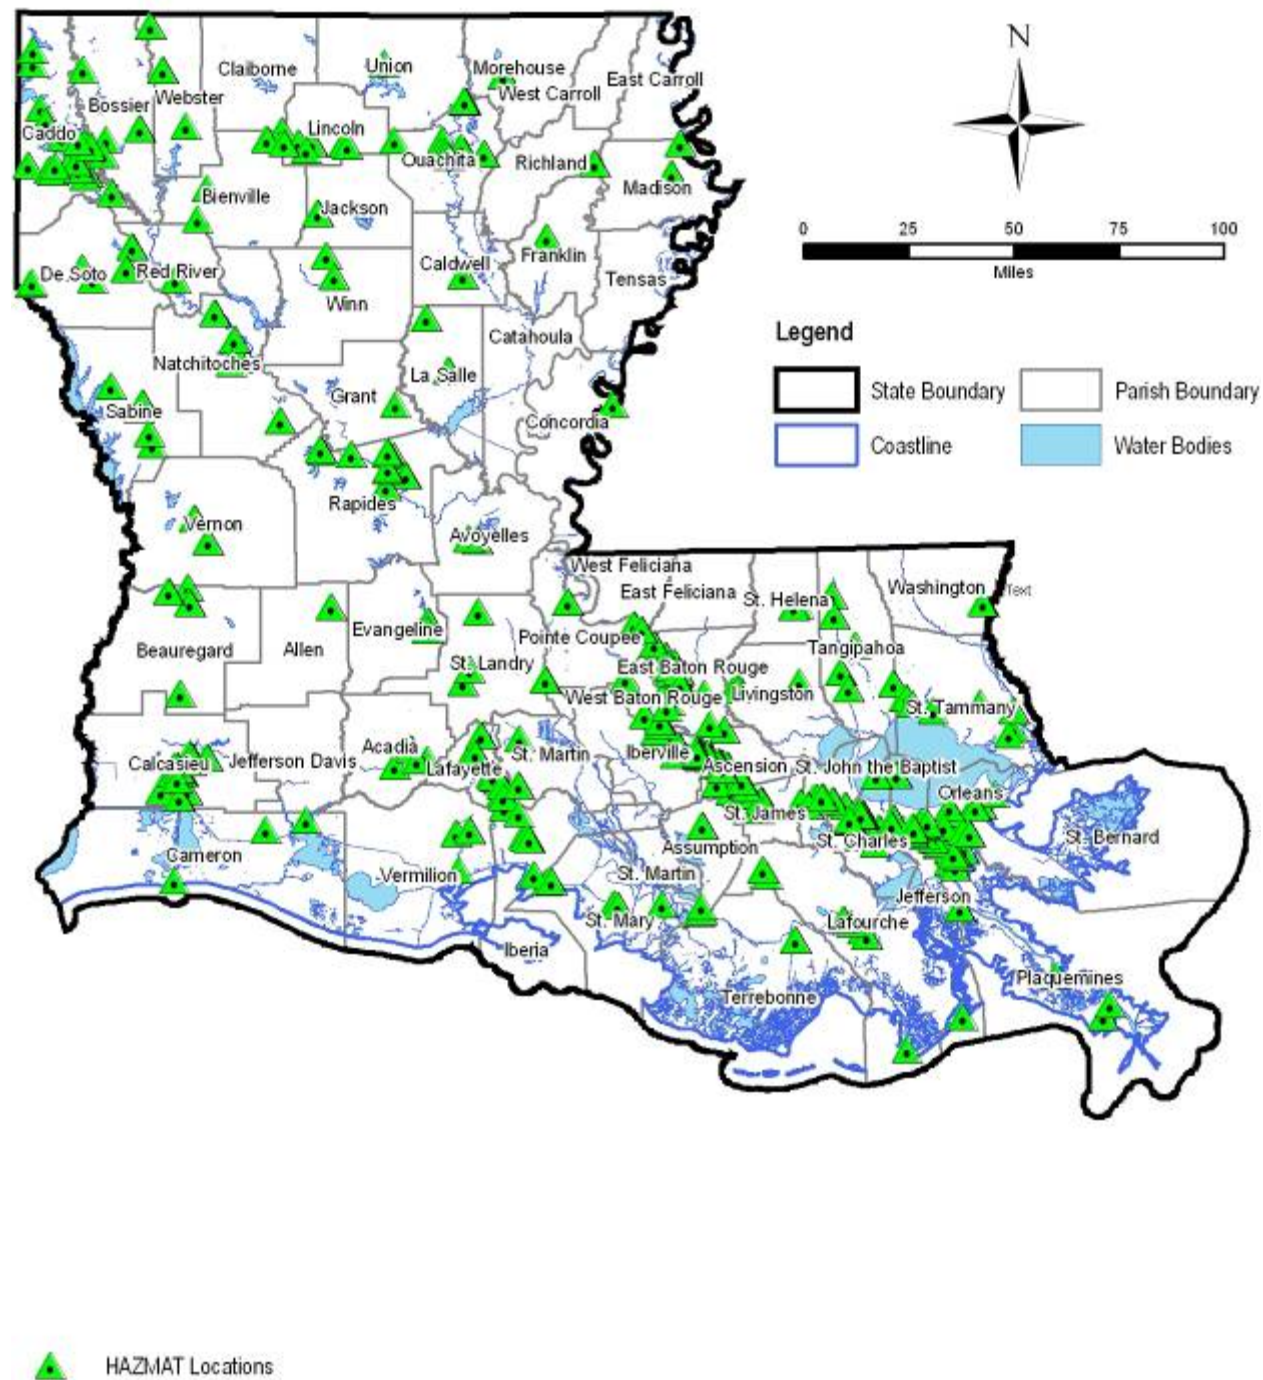 N
Claiborne
Union
Morehouse
East Carroll
West Carroll
Bossier
Webster
Caddo
Lincoln
Ouachita
Richland
Madison
Bienville
Jackson
0 25 50 75 100
Miles
De Soto
Red River
Winn
Caldwell
Franklin
Tensas
Legend
State Boundary
Parish Boundary
Coastline
Water Bodies
Natchitoches
Catahoula
La Salle
Grant
Sabine
Concordia
Rapides
Vernon
Avoyelles
West Feliciana
East Feliciana
St. Helena
Washington
Text
Beauregard
Allen
Evangeline
Pointe Coupee
Tangipahoa
St. Landry
East Baton Rouge
West Baton Rouge
Livingston
St. Tammany
Calcasieu
Jefferson Davis
Acadia
Lafayette
St. Martin
Iberville
Ascension
St. John the Baptist
Orleans
St. James
St. Charles
St. Bernard
Cameron
Vermilion
Assumption
St. Martin
Jefferson
St. Mary
Lafourche
Iberia
Plaquemines
Terrebonne
HAZMAT Locations